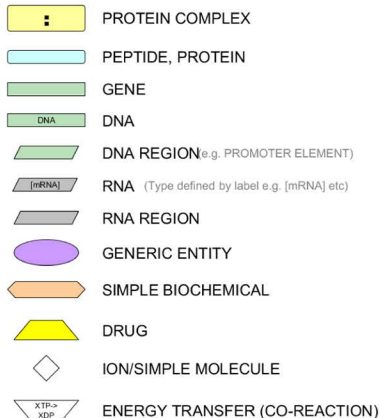 : PROTEIN COMPLEX
PEPTIDE, PROTEIN
GENE
DNA DNA
DNA REGION(e.g. PROMOTER ELEMENT)
[mRNA] RNA (Type defined by label e.g. [mRNA] etc)
RNA REGION
GENERIC ENTITY
SIMPLE BIOCHEMICAL
DRUG
ION/SIMPLE MOLECULE
XTP->
XDP ENERGY TRANSFER (CO-REACTION)